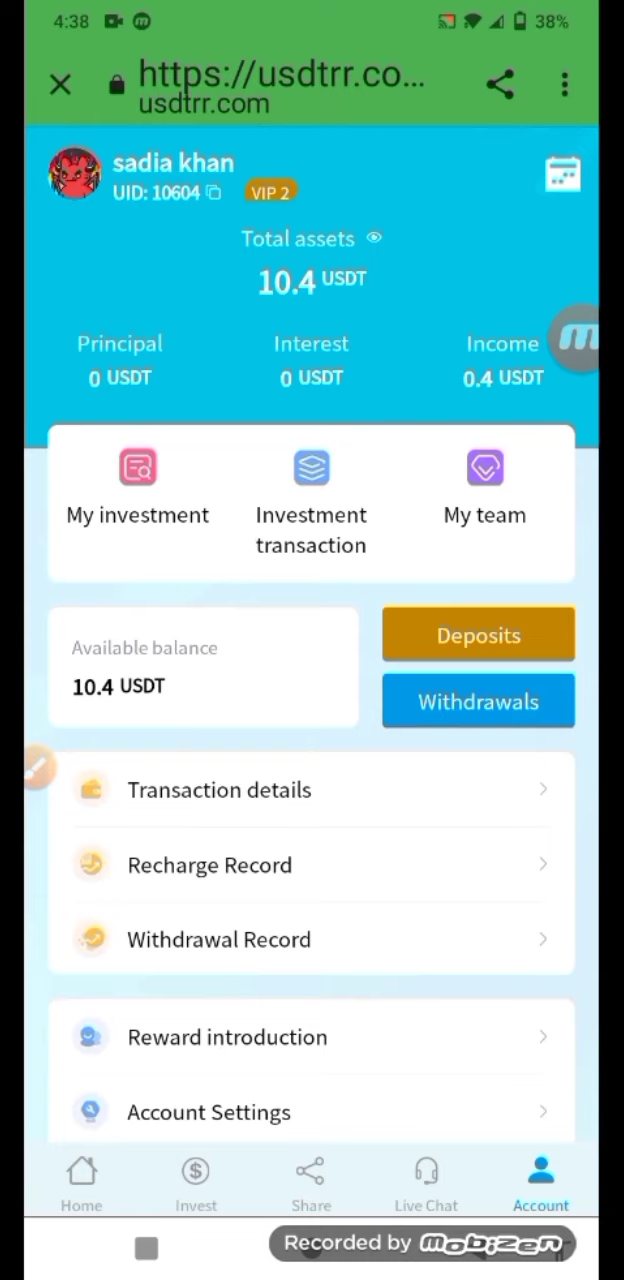 4:38
38%
https://usdtrr.co...
usdtrr.com
sadia khan
UID: 10604
VIP 2
Total assets
10.4 USDT
Principal
Interest
Income
0 USDT
0 USDT
0.4 USDT
My investment
Investment
transaction
My team
Available balance
10.4 USDT
Deposits
Withdrawals
Transaction details
Recharge Record
Withdrawal Record
Reward introduction
Account Settings
Home
Invest
Share
Live Chat
Account
Recorded by mobizen